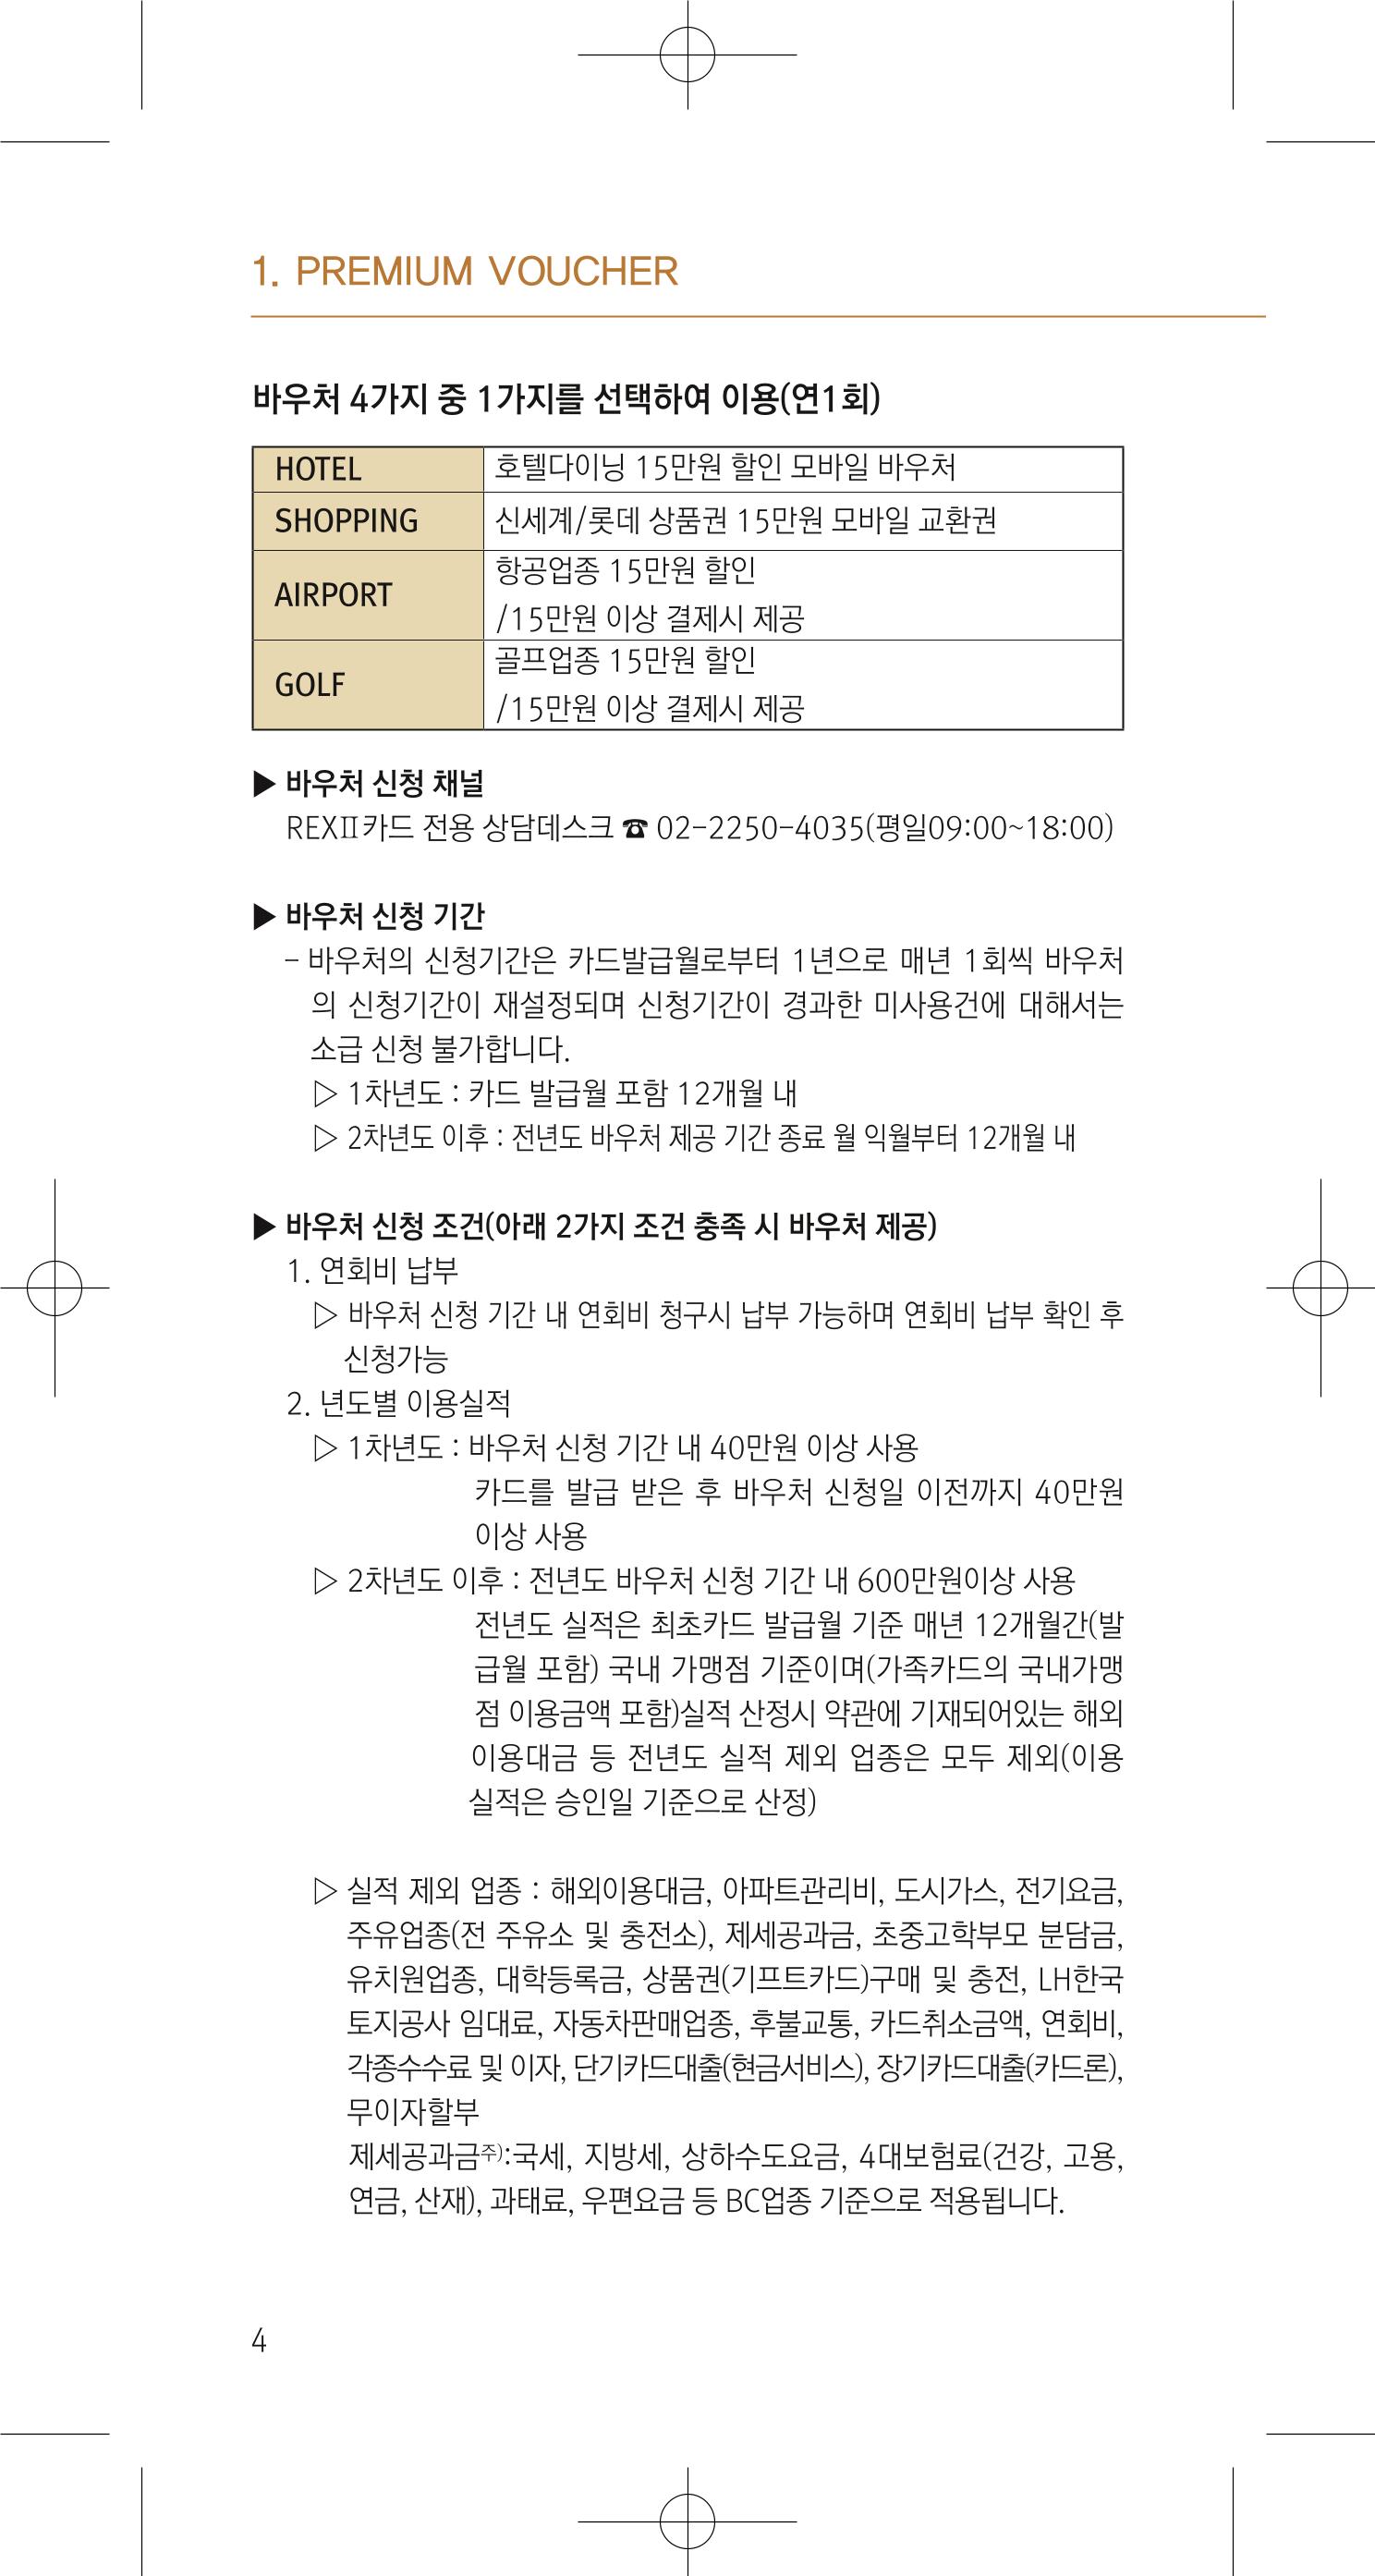 1. PREMIUM VOUCHER
바우처 4가지 중 1가지를 선택하여 이용(연1회)
HOTEL 호텔다이닝 15만원 할인 모바일 바우처
SHOPPING 신세계/롯데 상품권 15만원 모바일 교환권
AIRPORT 항공업종 15만원 할인
/15만원 이상 결제시 제공
GOLF 골프업종 15만원 할인
/15만원 이상 결제시 제공
▶ 바우처 신청 채널
REXⅡ카드 전용 상담데스크 ☎ 02-2250-4035(평일09:00~18:00)
▶ 바우처 신청 기간
- 바우처의 신청기간은 카드발급월로부터 1년으로 매년 1회씩 바우처
의 신청기간이 재설정되며 신청기간이 경과한 미사용건에 대해서는
소급 신청 불가합니다.
▷ 1차년도 : 카드 발급월 포함 12개월 내
▷ 2차년도 이후 : 전년도 바우처 제공 기간 종료 월 익월부터 12개월 내
▶ 바우처 신청 조건(아래 2가지 조건 충족 시 바우처 제공)
1. 연회비 납부
▷ 바우처 신청 기간 내 연회비 청구시 납부 가능하며 연회비 납부 확인 후
신청가능
2. 년도별 이용실적
▷ 1차년도 : 바우처 신청 기간 내 40만원 이상 사용
카드를 발급 받은 후 바우처 신청일 이전까지 40만원
이상 사용
▷ 2차년도 이후 : 전년도 바우처 신청 기간 내 600만원이상 사용
전년도 실적은 최초카드 발급월 기준 매년 12개월간(발
급월 포함) 국내 가맹점 기준이며(가족카드의 국내가맹
점 이용금액 포함)실적 산정시 약관에 기재되어있는 해외
이용대금 등 전년도 실적 제외 업종은 모두 제외(이용
실적은 승인일 기준으로 산정)
▷ 실적 제외 업종 : 해외이용대금, 아파트관리비, 도시가스, 전기요금,
주유업종(전 주유소 및 충전소), 제세공과금, 초중고학부모 분담금,
유치원업종, 대학등록금, 상품권(기프트카드)구매 및 충전, LH한국
토지공사 임대료, 자동차판매업종, 후불교통, 카드취소금액, 연회비,
각종수수료 및 이자, 단기카드대출(현금서비스), 장기카드대출(카드론),
무이자할부
제세공과금주):국세, 지방세, 상하수도요금, 4대보험료(건강, 고용,
연금, 산재), 과태료, 우편요금 등 BC업종 기준으로 적용됩니다.
4